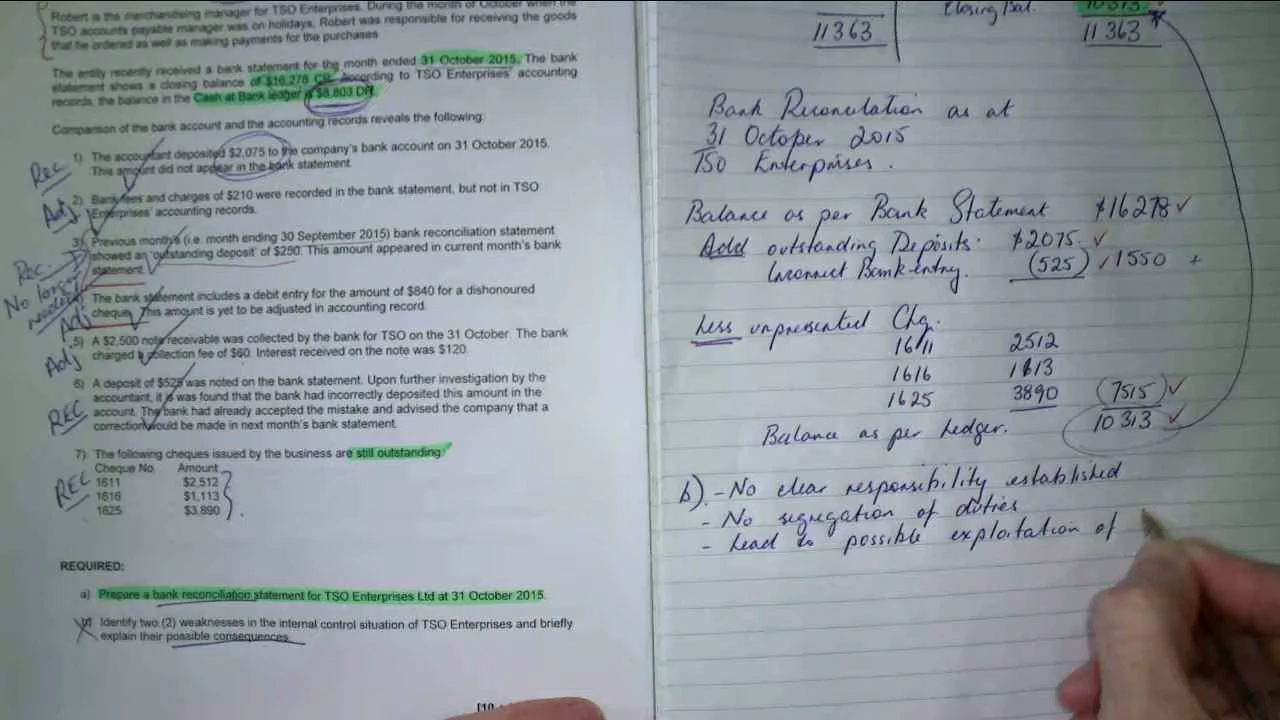 Robert is the merchandising manager for TSO Enterprises. During the month of October when the
TSO accounts payable manager was on holidays, Robert was responsible for receiving the goods
that he ordered as well as making payments for the purchases
The entity recently received a bank statement for the month ended 31 October 2015. The bank
statement shows a closing balance of $16,278 CR. According to TSO Enterprises' accounting
records, the balance in the Cash at Bank ledger is $8,803 DR.
Comparison of the bank account and the accounting records reveals the following:
Rec
1) The accountant deposited $2,075 to the company's bank account on 31 October 2015.
This amount did not appear in the bank statement.
Adj
2) Bank fees and charges of $210 were recorded in the bank statement, but not in TSO
Enterprises' accounting records.
Rec.
No longer
needed
3) Previous month's (i.e. month ending 30 September 2015) bank reconciliation statement
showed an outstanding deposit of $250. This amount appeared in current month's bank
statement.
Adj
4) The bank statement includes a debit entry for the amount of $840 for a dishonoured
cheque. This amount is yet to be adjusted in accounting record.
Adj
5) A $2,500 note receivable was collected by the bank for TSO on the 31 October. The bank
charged a collection fee of $60. Interest received on the note was $120.
REC
6) A deposit of $525 was noted on the bank statement. Upon further investigation by the
accountant, it is was found that the bank had incorrectly deposited this amount in the
account. The bank had already accepted the mistake and advised the company that a
correction would be made in next month's bank statement.
7) The following cheques issued by the business are still outstanding:
Cheque No. Amount
REC
1611 $2,512
1616 $1,113
1625 $3,890
REQUIRED:
a) Prepare a bank reconciliation statement for TSO Enterprises Ltd at 31 October 2015.
b) Identify two (2) weaknesses in the internal control situation of TSO Enterprises and briefly
explain their possible consequences.
[10
Closing Bal. 10313
11363 11363
Bank Reconciliation as at
31 October 2015
TSO Enterprises.
Balance as per Bank Statement $16278 ✓
Add outstanding Deposits. $2075. ✓
Incorrect Bank entry. (525) ✓ 1550 +
Less unpresented Chq.
1611 2512
1616 1113
1625 3890 (7515) ✓
Balance as per Ledger. 10313 ✓
b). - No clear responsibility established
- No segregation of duties
- Lead to possible exploitation of